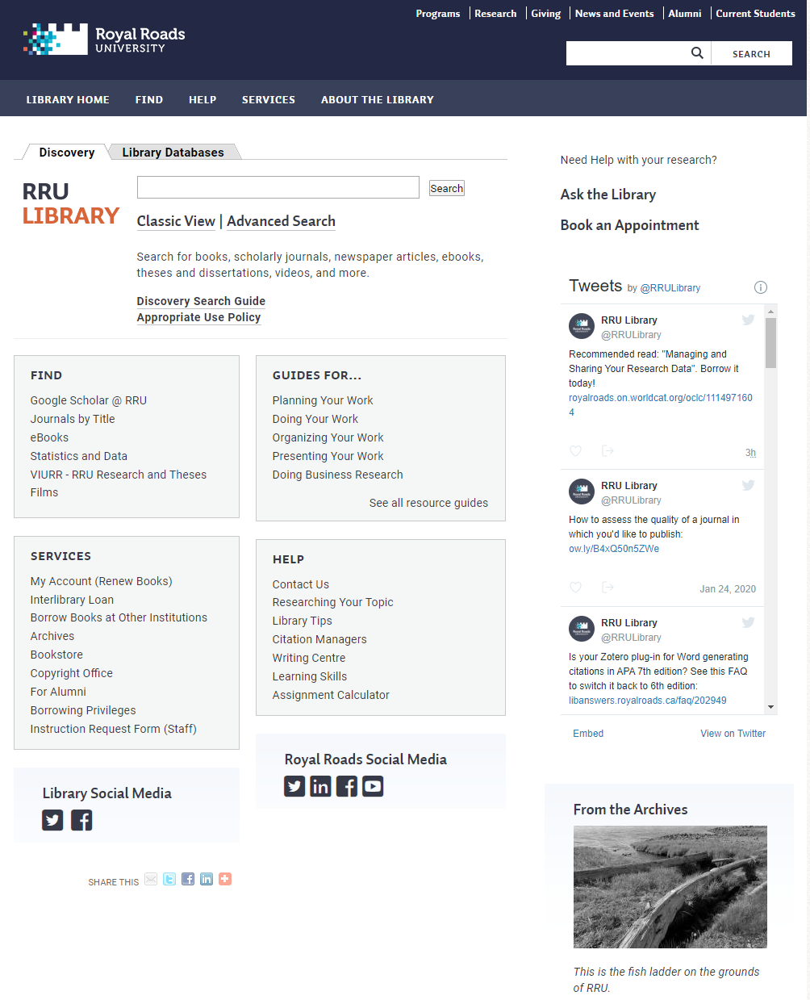 Programs
Research
Giving
News and Events
Alumni
Current Students
Royal Roads
UNIVERSITY
SEARCH
LIBRARY HOME
FIND
HELP
SERVICES
ABOUT THE LIBRARY
Discovery
Library Databases
RRU
LIBRARY
Search
Classic View | Advanced Search
Search for books, scholarly journals, newspaper articles, ebooks,
theses and dissertations, videos, and more.
Discovery Search Guide
Appropriate Use Policy
FIND
Google Scholar @ RRU
Journals by Title
eBooks
Statistics and Data
VIURR - RRU Research and Theses
Films
GUIDES FOR...
Planning Your Work
Doing Your Work
Organizing Your Work
Presenting Your Work
Doing Business Research
See all resource guides
SERVICES
My Account (Renew Books)
Interlibrary Loan
Borrow Books at Other Institutions
Archives
Bookstore
Copyright Office
For Alumni
Borrowing Privileges
Instruction Request Form (Staff)
HELP
Contact Us
Researching Your Topic
Library Tips
Citation Managers
Writing Centre
Learning Skills
Assignment Calculator
Library Social Media
Royal Roads Social Media
SHARE THIS
Need Help with your research?
Ask the Library
Book an Appointment
Tweets by @RRULibrary
RRU Library
@RRULibrary
Recommended read: "Managing and
Sharing Your Research Data". Borrow it
today!
royalroads.on.worldcat.org/oclc/111497160
4
3h
RRU Library
@RRULibrary
How to assess the quality of a journal in
which you'd like to publish:
ow.ly/B4xQ50n5ZWe
Jan 24, 2020
RRU Library
@RRULibrary
Is your Zotero plug-in for Word generating
citations in APA 7th edition? See this FAQ
to switch it back to 6th edition:
libanswers.royalroads.ca/faq/202949
Embed
View on Twitter
From the Archives
This is the fish ladder on the grounds
of RRU.